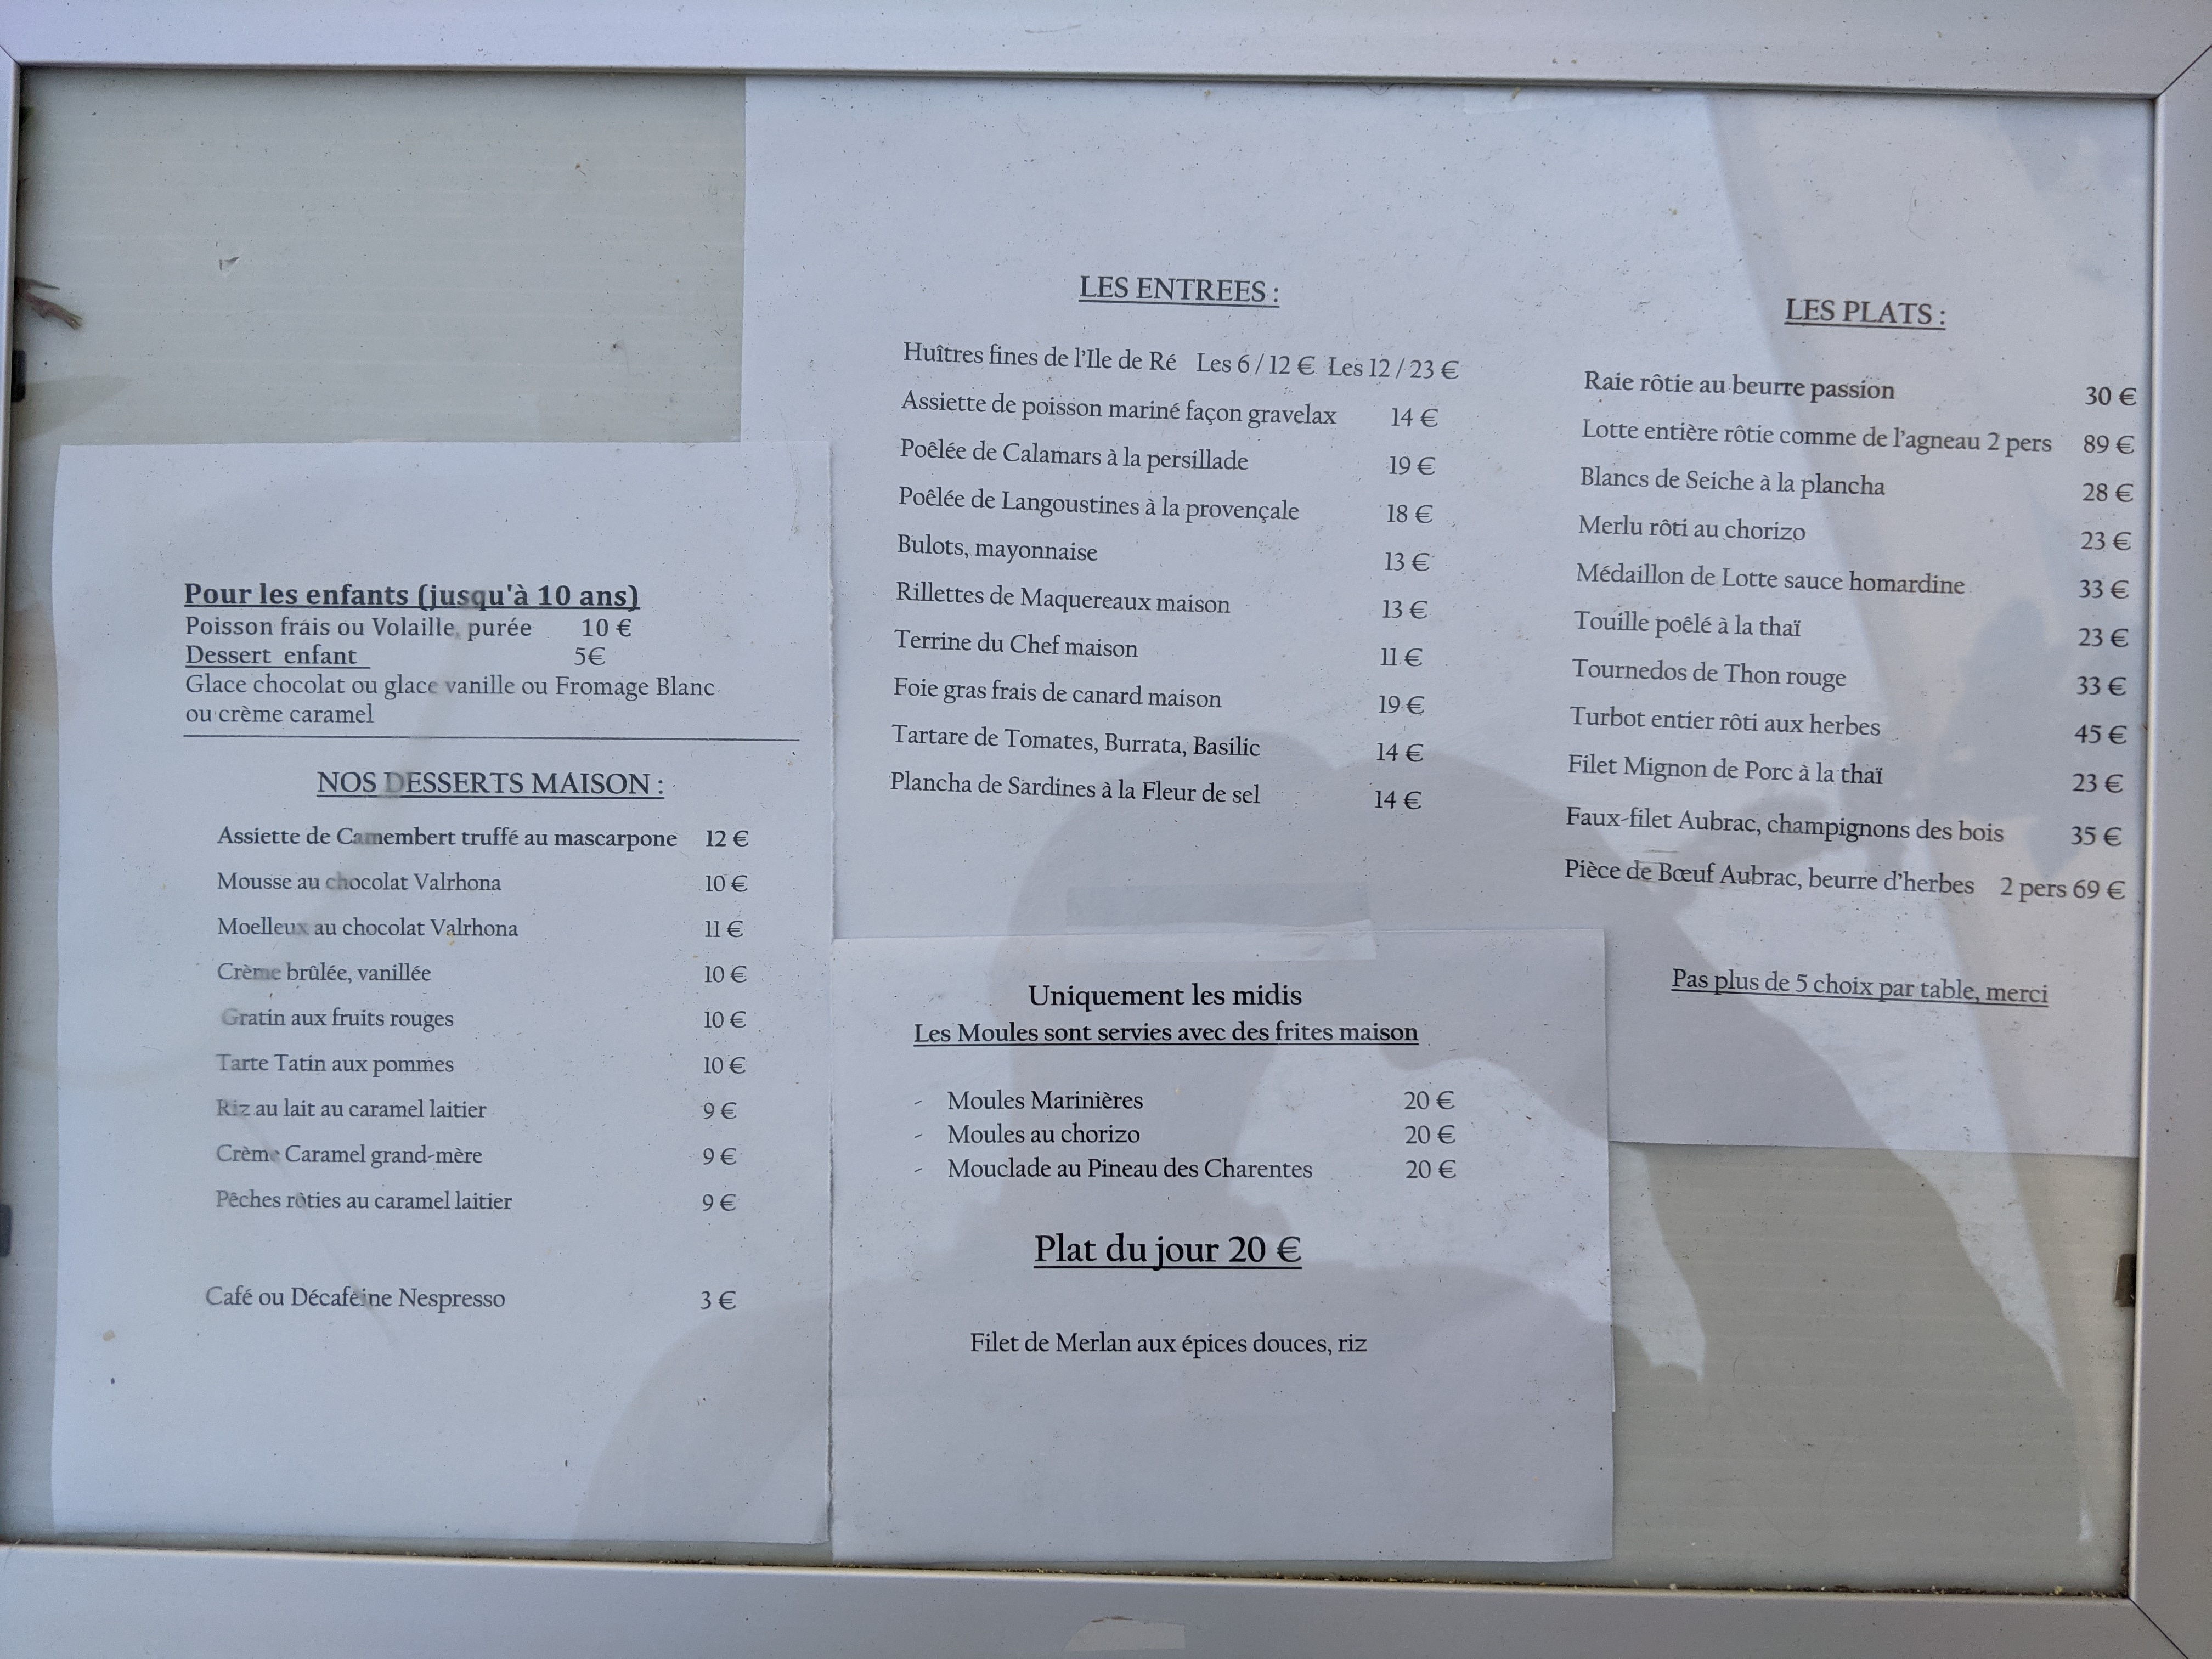 LES ENTREES :
Huîtres fines de l'Ile de Ré Les 6 / 12 € Les 12 / 23 €
Assiette de poisson mariné façon gravelax 14 €
Poêlée de Calamars à la persillade 19 €
Poêlée de Langoustines à la provençale 18 €
Bulots, mayonnaise 13 €
Rillettes de Maquereaux maison 13 €
Terrine du Chef maison 11 €
Foie gras frais de canard maison 19 €
Tartare de Tomates, Burrata, Basilic 14 €
Plancha de Sardines à la Fleur de sel 14 €
LES PLATS :
Raie rôtie au beurre passion 30 €
Lotte entière rôtie comme de l'agneau 2 pers 89 €
Blancs de Seiche à la plancha 28 €
Merlu rôti au chorizo 23 €
Médaillon de Lotte sauce homardine 33 €
Touille poêlé à la thaï 23 €
Tournedos de Thon rouge 33 €
Turbot entier rôti aux herbes 45 €
Filet Mignon de Porc à la thaï 23 €
Faux-filet Aubrac, champignons des bois 35 €
Pièce de Bœuf Aubrac, beurre d'herbes 2 pers 69 €
Pas plus de 5 choix par table, merci
Pour les enfants (jusqu'à 10 ans)
Poisson frais ou Volaille, purée 10 €
Dessert enfant 5€
Glace chocolat ou glace vanille ou Fromage Blanc
ou crème caramel
NOS DESSERTS MAISON :
Assiette de Camembert truffé au mascarpone 12 €
Mousse au chocolat Valrhona 10 €
Moelleux au chocolat Valrhona 11 €
Crème brûlée, vanillée 10 €
Gratin aux fruits rouges 10 €
Tarte Tatin aux pommes 10 €
Riz au lait au caramel laitier 9 €
Crème Caramel grand-mère 9 €
Pêches rôties au caramel laitier 9 €
Café ou Décaféine Nespresso 3 €
Uniquement les midis
Les Moules sont servies avec des frites maison
- Moules Marinières 20 €
- Moules au chorizo 20 €
- Mouclade au Pineau des Charentes 20 €
Plat du jour 20 €
Filet de Merlan aux épices douces, riz